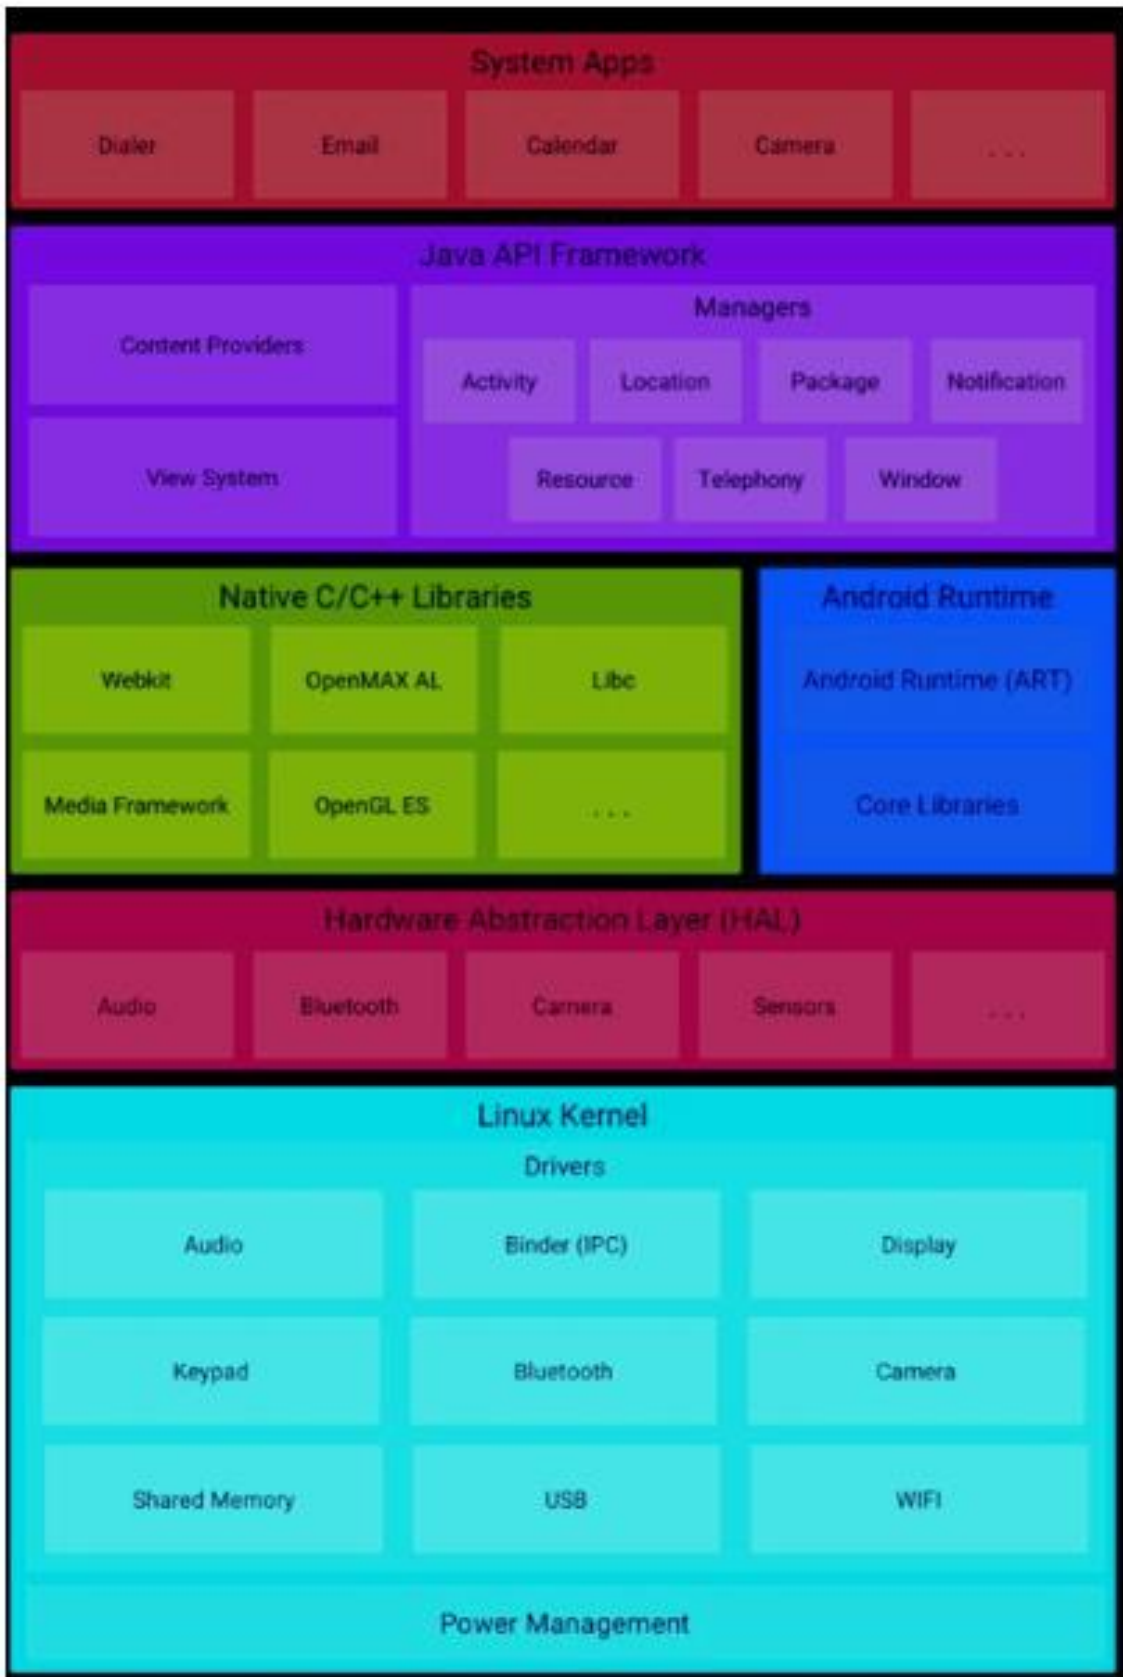 System Apps
Dialer Email Calendar Camera . . .
Java API Framework
Managers
Content Providers
Activity Location Package Notification
View System
Resource Telephony Window
Native C/C++ Libraries
Webkit OpenMAX AL Libc
Media Framework OpenGL ES . . .
Android Runtime
Android Runtime (ART)
Core Libraries
Hardware Abstraction Layer (HAL)
Audio Bluetooth Camera Sensors . . .
Linux Kernel
Drivers
Audio Binder (IPC) Display
Keypad Bluetooth Camera
Shared Memory USB WIFI
Power Management